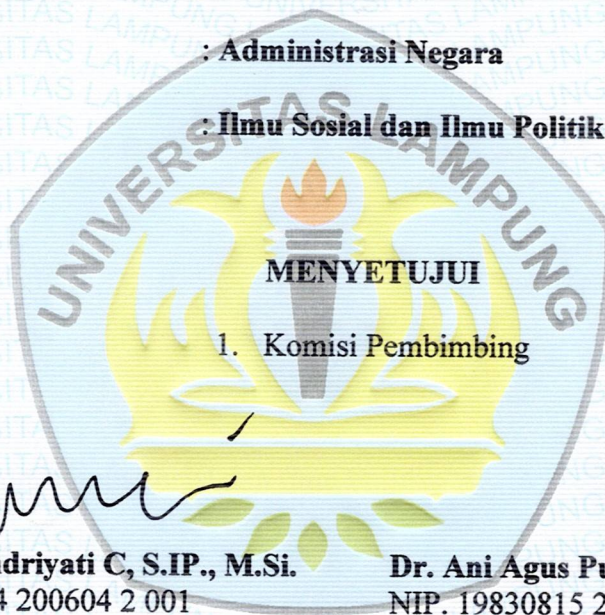 : Administrasi Negara
: Ilmu Sosial dan Ilmu Politik
UNIVERSITAS LAMPUNG
MENYETUJUI
1. Komisi Pembimbing
driyati C, S.IP., M.Si. Dr. Ani Agus Pu
4 200604 2 001 NIP. 19830815 2